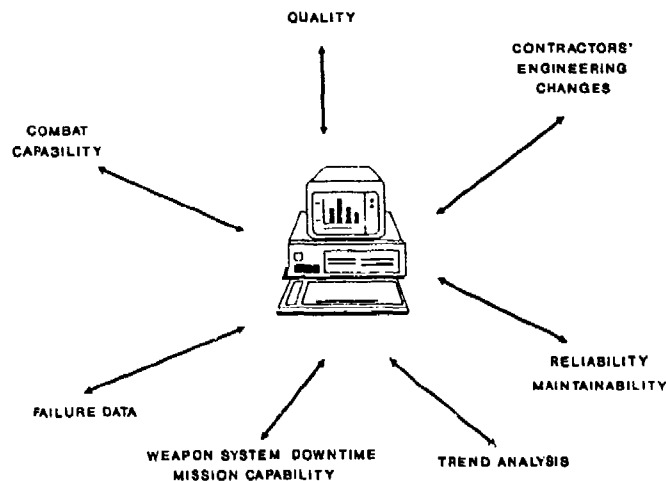 QUALITY
CONTRACTORS'
ENGINEERING
CHANGES
COMBAT
CAPABILITY
RELIABILITY
MAINTAINABILITY
FAILURE DATA
WEAPON SYSTEM DOWNTIME
MISSION CAPABILITY
TREND ANALYSIS